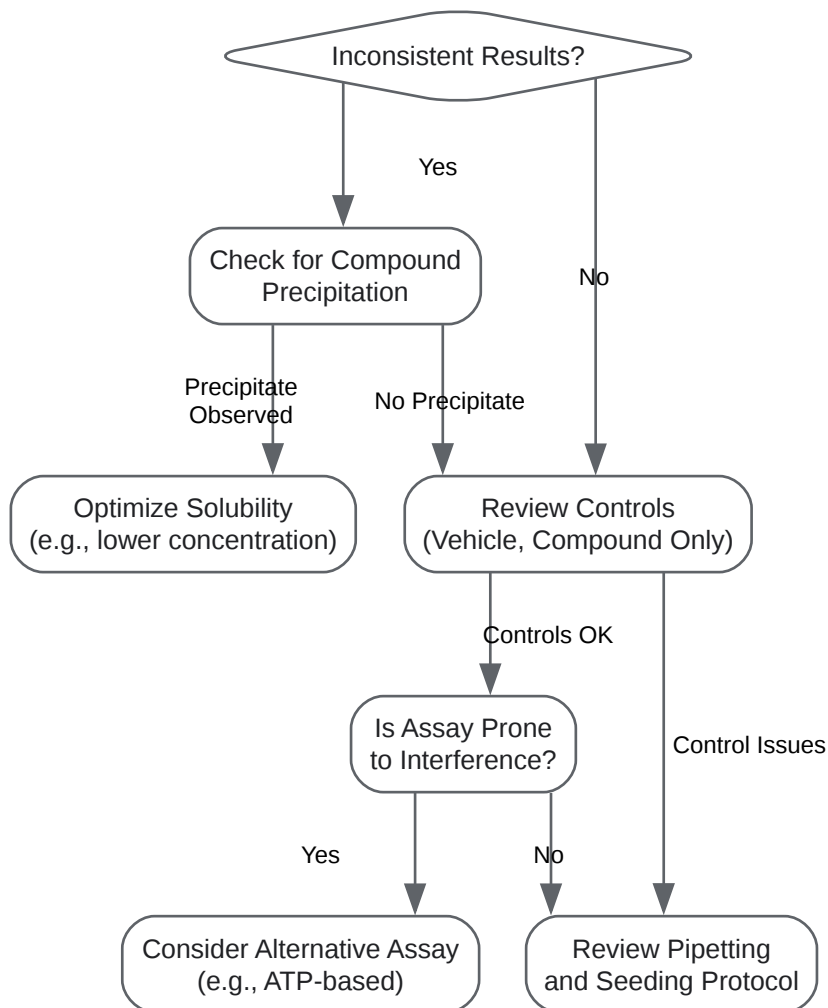 Inconsistent Results?
Yes
Check for Compound
Precipitation
No
Precipitate
Observed
No Precipitate
Optimize Solubility
(e.g., lower concentration)
Review Controls
(Vehicle, Compound Only)
Controls OK
Is Assay Prone
to Interference?
Control Issues
Yes
No
Consider Alternative Assay
(e.g., ATP-based)
Review Pipetting
and Seeding Protocol